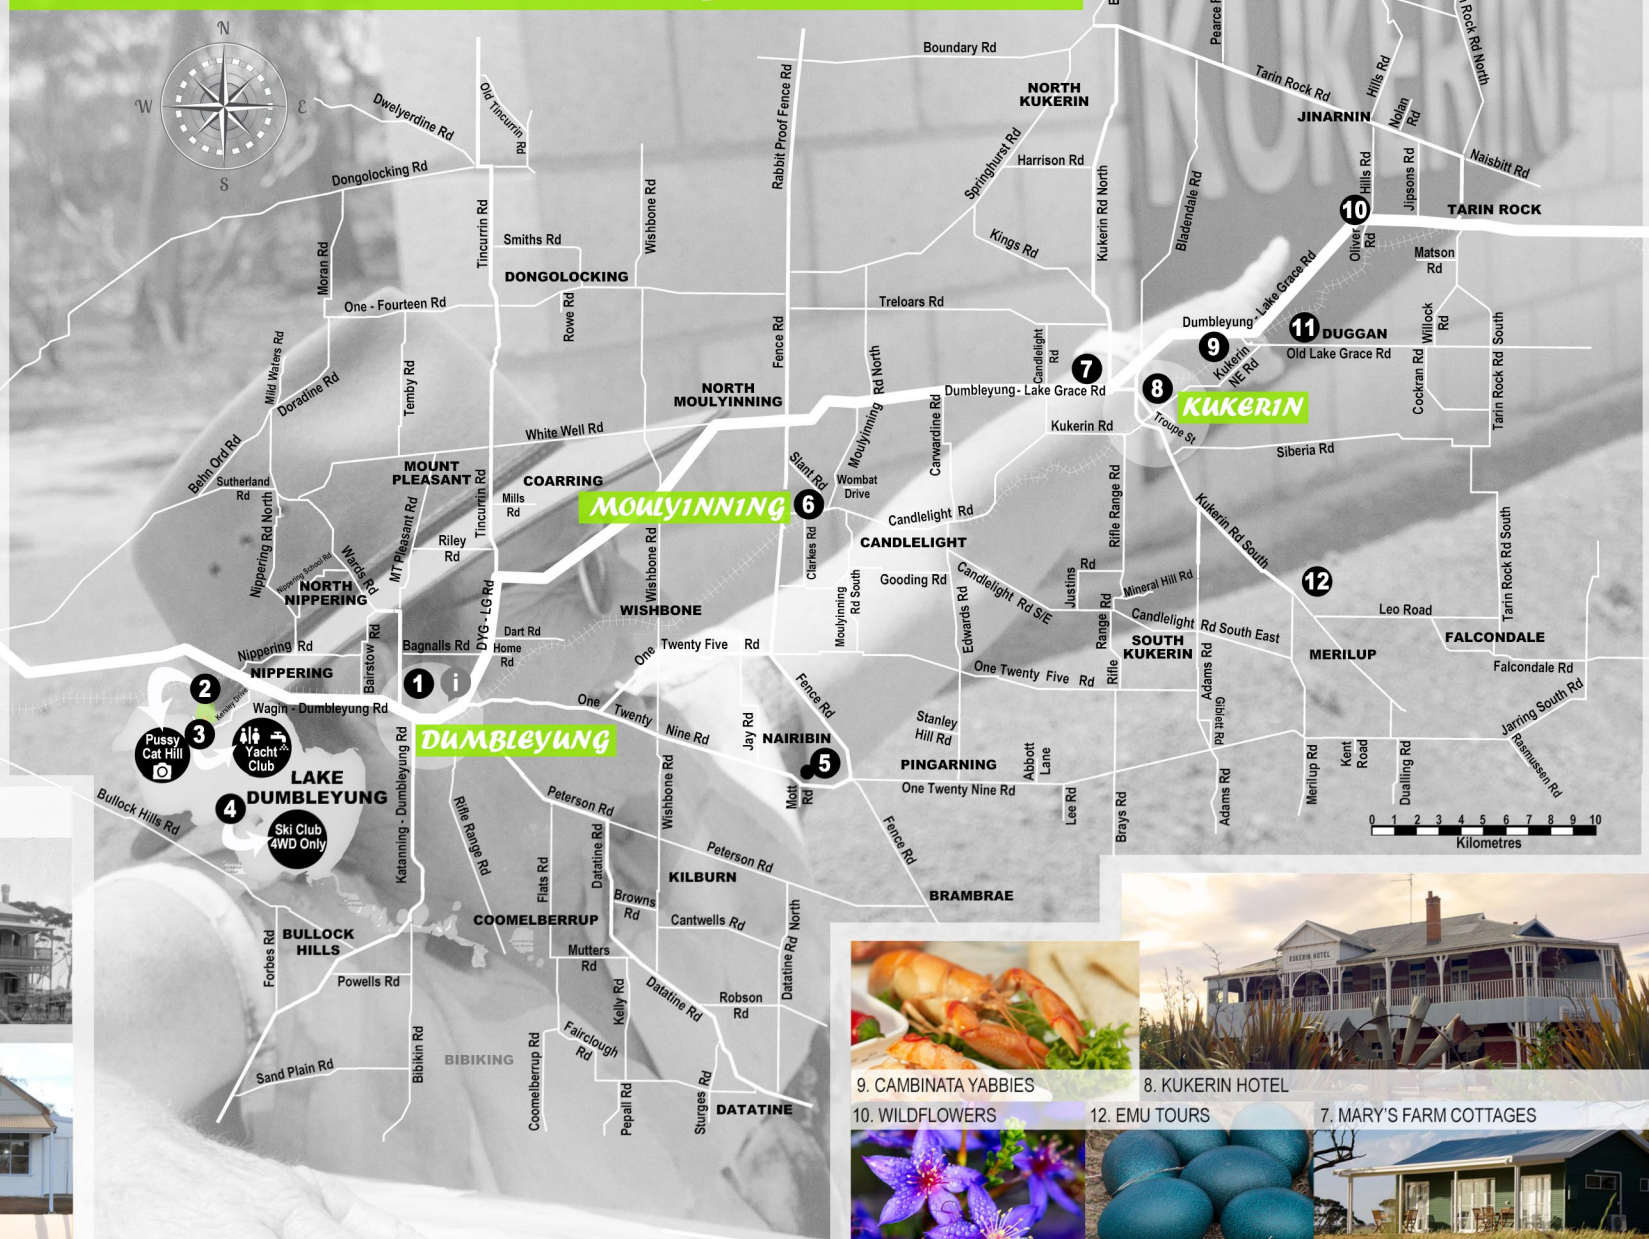 N
W
E
S
Boundary Rd
Pearce
Rock Rd North
Dwelyerdine Rd
Old Tincurrin
Rd
Rabbit Proof Fence Rd
NORTH
KUKERIN
Tarin Rock Rd
Hills Rd
Nolan
Rd
JINARNIN
KUKERIN
Dongolocking Rd
Springhurst Rd
Harrison Rd
Kukerin Rd North
Bladendale Rd
Hills Rd
Jipsons Rd
Naisbitt Rd
10
TARIN ROCK
Tincurrin Rd
Wishbone Rd
Moran Rd
Smiths Rd
DONGOLOCKING
Kings Rd
Oliver
Rd
Matson
Rd
One - Fourteen Rd
Rowe Rd
Treloars Rd
Fence Rd
Candlelight
Rd
Dumbleyung - Lake Grace Rd
11
DUGGAN
Willock
Rd
Tarin Rock Rd South
Old Lake Grace Rd
9
Kukerin
NE Rd
Cockran Rd
Mild Waters Rd
Doradine Rd
Temby Rd
NORTH
MOULYINNING
Moulyinning Rd North
7
Dumbleyung- Lake Grace Rd
8
KUKERIN
Troupe St
Kukerin Rd
Carwardine Rd
Siberia Rd
White Well Rd
Behn Ord Rd
Sutherland
Rd
MOUNT
PLEASANT
Tincurrin Rd
COARRING
Mills
Rd
Slant Rd
Wombat
Drive
MOULYINNING
6
Nippering Rd North
MT Pleasant Rd
Riley
Rd
Candlelight Rd
CANDLELIGHT
Rifle Range Rd
Kukerin Rd South
Tarin Rock Rd South
Nippering School Rd
Wards Rd
NORTH
NIPPERING
Wishbone Rd
Clarkes Rd
Gooding Rd
Moulyinning
Rd South
Candlelight Rd S/E
Justins
Rd
Mineral Hill Rd
12
Leo Road
DYG - LG Rd
WISHBONE
Edwards Rd
Rifle Range Rd
Candlelight Rd South East
FALCONDALE
Dart Rd
Home
Rd
Bagnalls Rd
One Twenty Five Rd
SOUTH
KUKERIN
MERILUP
Falcondale Rd
Nippering Rd
NIPPERING
Bairstow Rd
1
i
2
Kersley Drive
Wagin - Dumbleyung Rd
One Twenty Five Rd
Adams Rd
Giblett Rd
Jarring South Rd
Fence Rd
One Twenty Nine Rd
Jay Rd
Stanley
Hill Rd
Abbott
Lane
3
Pussy
Cat Hill
Yacht
Club
DUMBLEYUNG
NAIRIBIN
5
PINGARNING
Merilup Rd
Kent
Road
Dualling Rd
Rasmussen Rd
LAKE
DUMBLEYUNG
4
Ski Club
4WD Only
Bullock Hills Rd
Katanning - Dumbleyung Rd
Rifle Range Rd
Peterson Rd
Wishbone Rd
Mott
Rd
One Twenty Nine Rd
Lee Rd
Brays Rd
Adams Rd
0 1 2 3 4 5 6 7 8 9 10
Kilometres
Flats Rd
Datatine Rd
Peterson Rd
Fence Rd
KILBURN
BRAMBRAE
Browns
Rd
Cantwells Rd
Datatine Rd North
COOMELBERRUP
BULLOCK
HILLS
Forbes Rd
Powells Rd
Mutters
Rd
Kelly Rd
Datatine Rd
Robson
Rd
KUKERIN HOTEL
Bibikin Rd
BIBIKING
Coomelberrup Rd
Fairclough
Rd
Sand Plain Rd
Pepall Rd
Sturges Rd
DATATINE
9. CAMBINATA YABBIES
8. KUKERIN HOTEL
10. WILDFLOWERS
12. EMU TOURS
7. MARY'S FARM COTTAGES